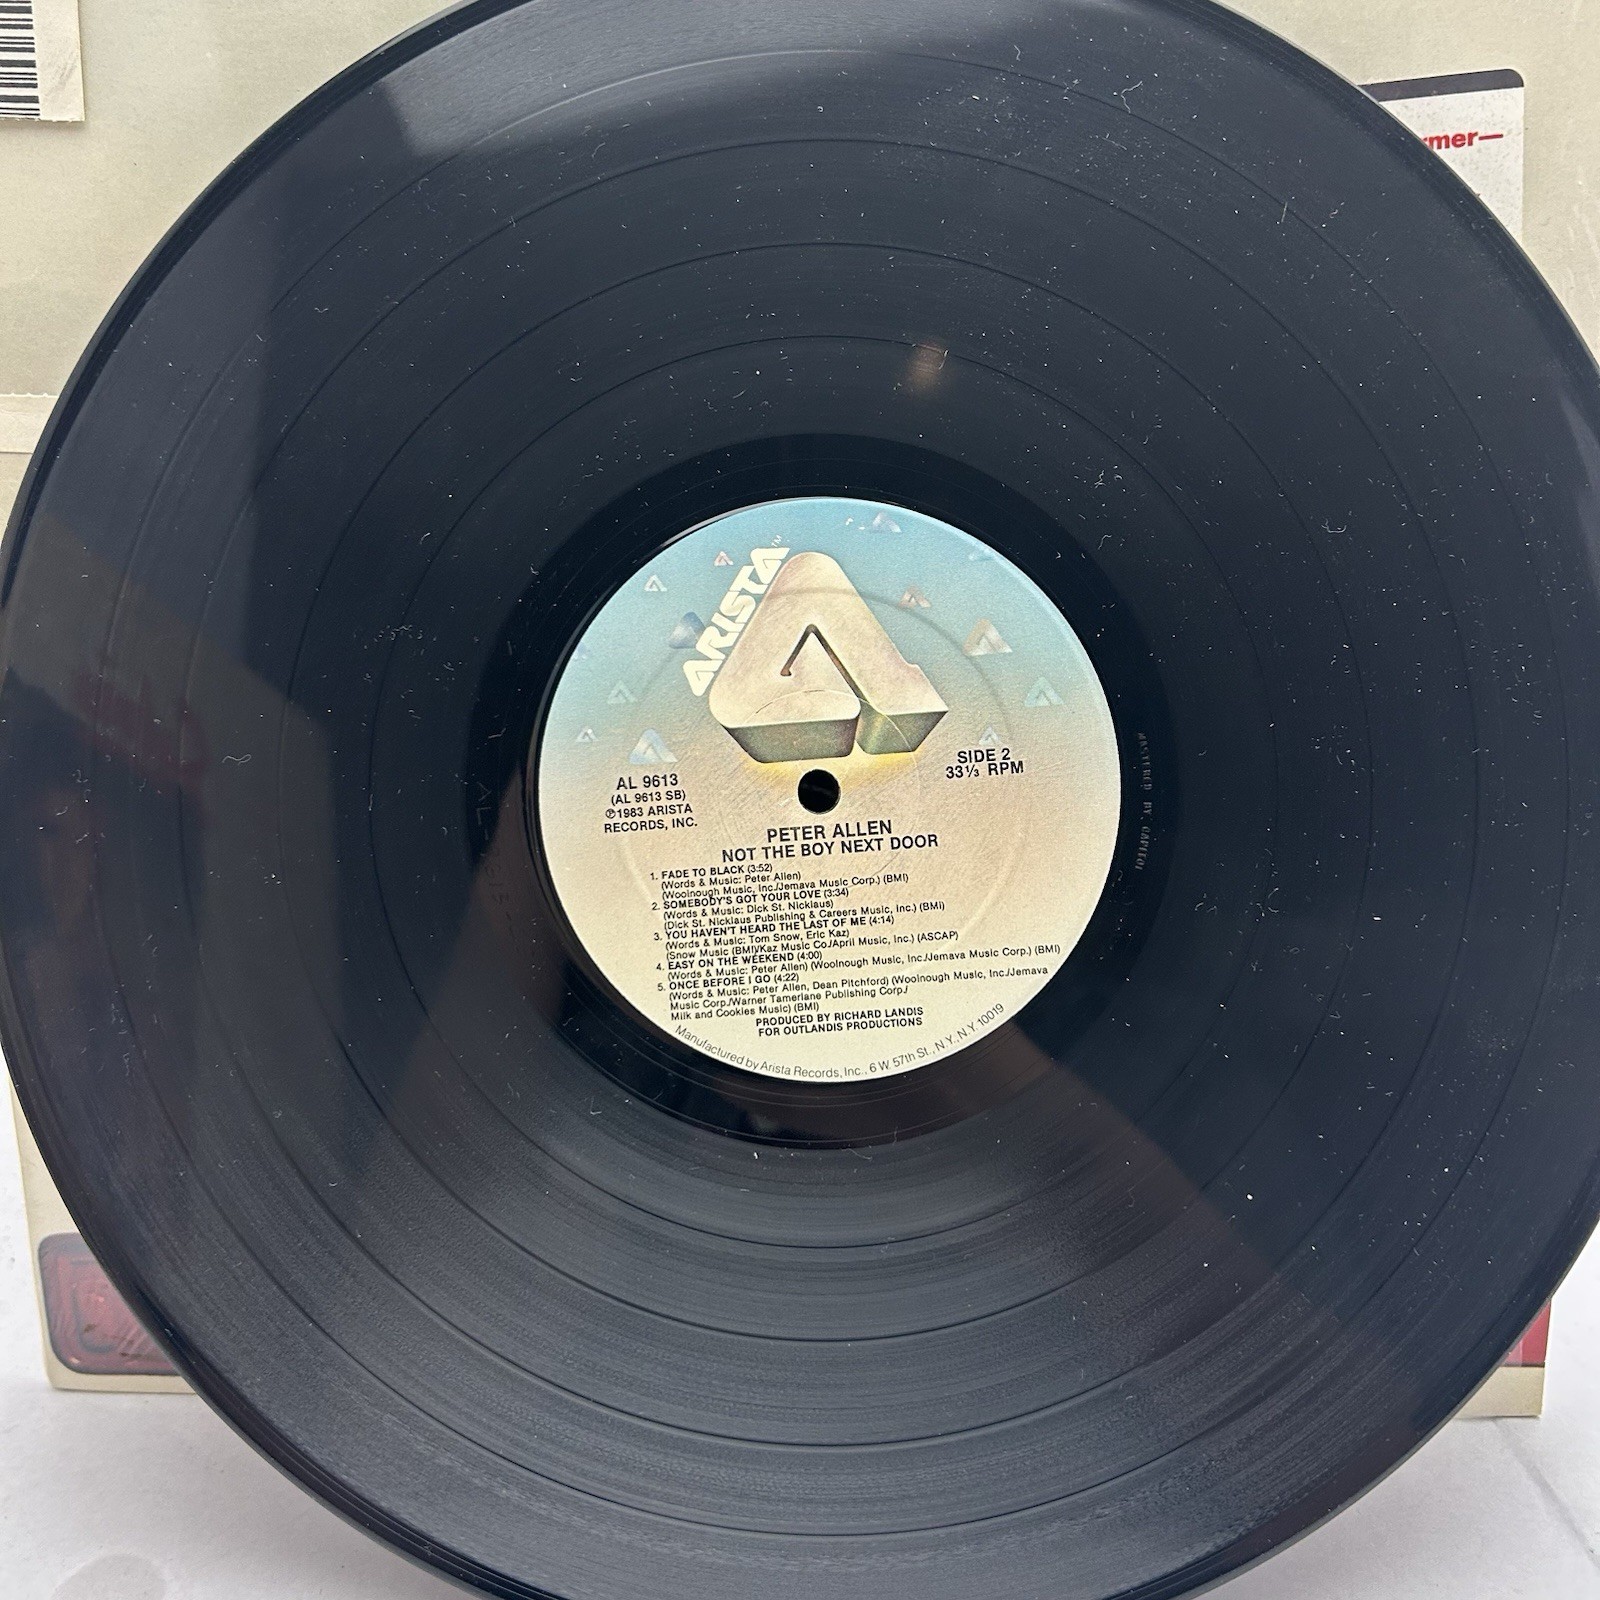 mer—
ARISTA™
SIDE 2
33⅓ RPM
AL 9613
(AL 9613 SB)
℗1983 ARISTA
RECORDS, INC.
PETER ALLEN
NOT THE BOY NEXT DOOR
1. FADE TO BLACK (3:52)
(Words & Music: Peter Allen)
(Woolnough Music, Inc./Jemava Music Corp.) (BMI)
2. SOMEBODY'S GOT YOUR LOVE (3:34)
(Words & Music: Dick St. Nicklaus)
(Dick St. Nicklaus Publishing & Careers Music, Inc.) (BMI)
3. YOU HAVEN'T HEARD THE LAST OF ME (4:14)
(Words & Music: Tom Snow, Eric Kaz)
(Snow Music (BMI)/Kaz Music Co./April Music, Inc.) (ASCAP)
4. EASY ON THE WEEKEND (4:00)
(Words & Music: Peter Allen) (Woolnough Music, Inc./Jemava Music Corp.) (BMI)
5. ONCE BEFORE I GO (4:22)
(Words & Music: Peter Allen, Dean Pitchford) (Woolnough Music, Inc./Jemava
Music Corp./Warner Tamerlane Publishing Corp./
Milk and Cookies Music) (BMI)
PRODUCED BY RICHARD LANDIS
FOR OUTLANDIS PRODUCTIONS
Manufactured by Arista Records, Inc., 6 W. 57th St., N.Y., N.Y. 10019
MASTERED BY CAPITOL